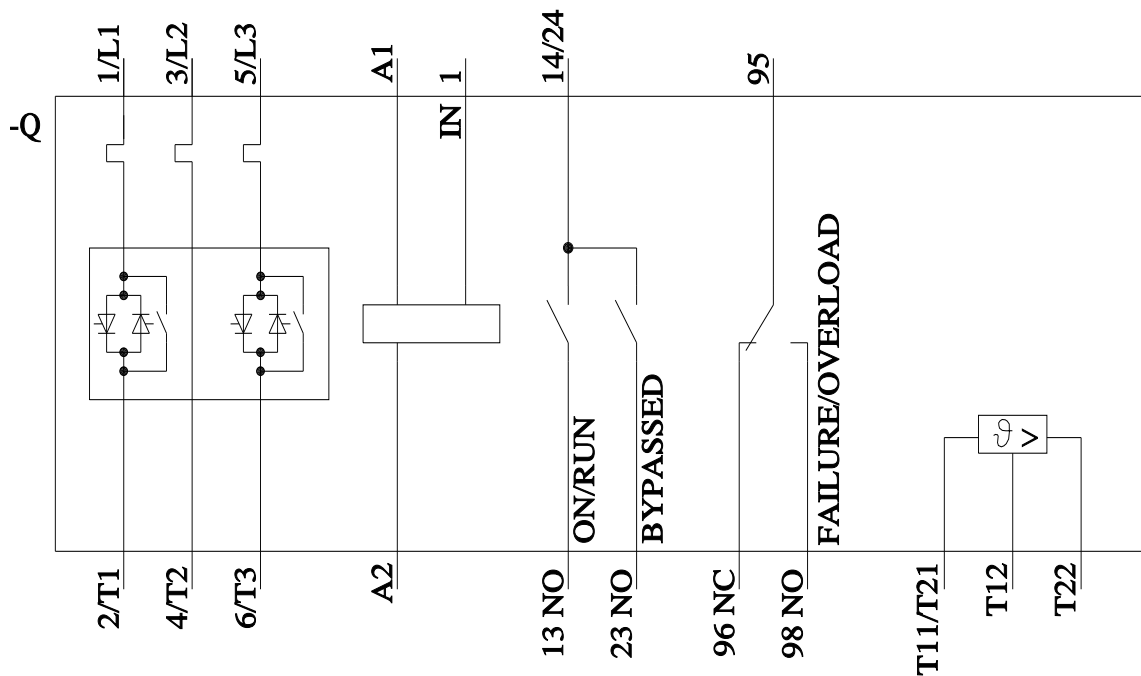 -Q
1/L1
3/L2
5/L3
A1
IN 1
14/24
95
ON/RUN
BYPASSED
FAILURE/OVERLOAD
ϑ >
2/T1
4/T2
6/T3
A2
13 NO
23 NO
96 NC
98 NO
T11/T21
T12
T22